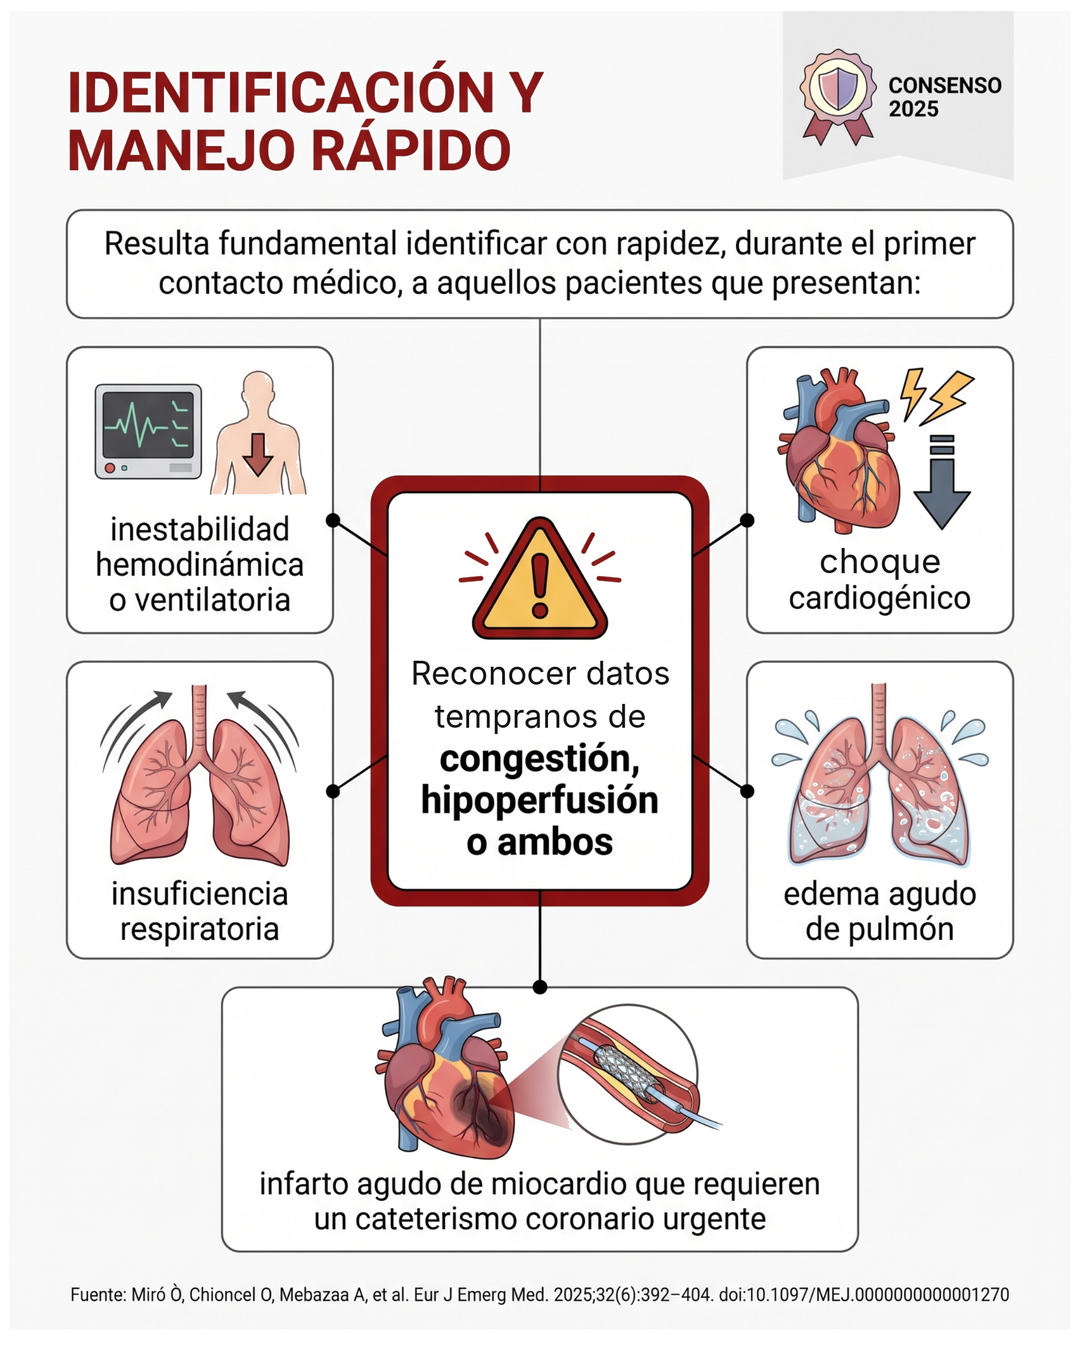 IDENTIFICACIÓN Y
MANEJO RÁPIDO
CONSENSO
2025
Resulta fundamental identificar con rapidez, durante el primer
contacto médico, a aquellos pacientes que presentan:
inestabilidad
hemodinámica
o ventilatoria
choque
cardiogénico
Reconocer datos
tempranos de
congestión,
hipoperfusión
o ambos
insuficiencia
respiratoria
edema agudo
de pulmón
infarto agudo de miocardio que requieren
un cateterismo coronario urgente
Fuente: Miró Ò, Chioncel O, Mebazaa A, et al. Eur J Emerg Med. 2025;32(6):392–404. doi:10.1097/MEJ.0000000000001270